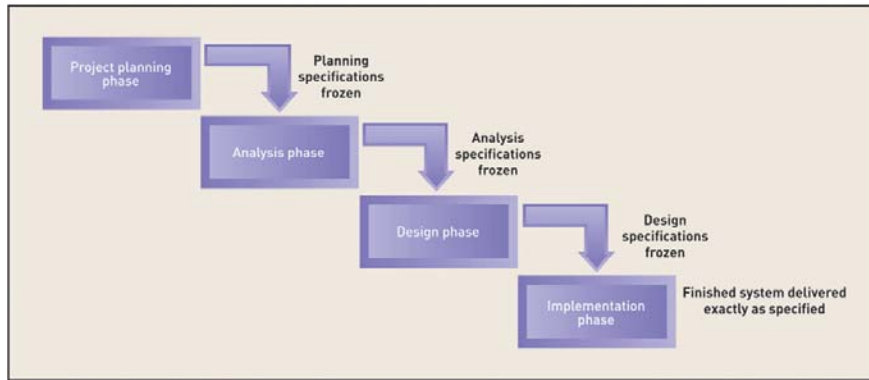 Project planning
phase
Planning
specifications
frozen
Analysis phase
Analysis
specifications
frozen
Design phase
Design
specifications
frozen
Implementation
phase
Finished system delivered
exactly as specified